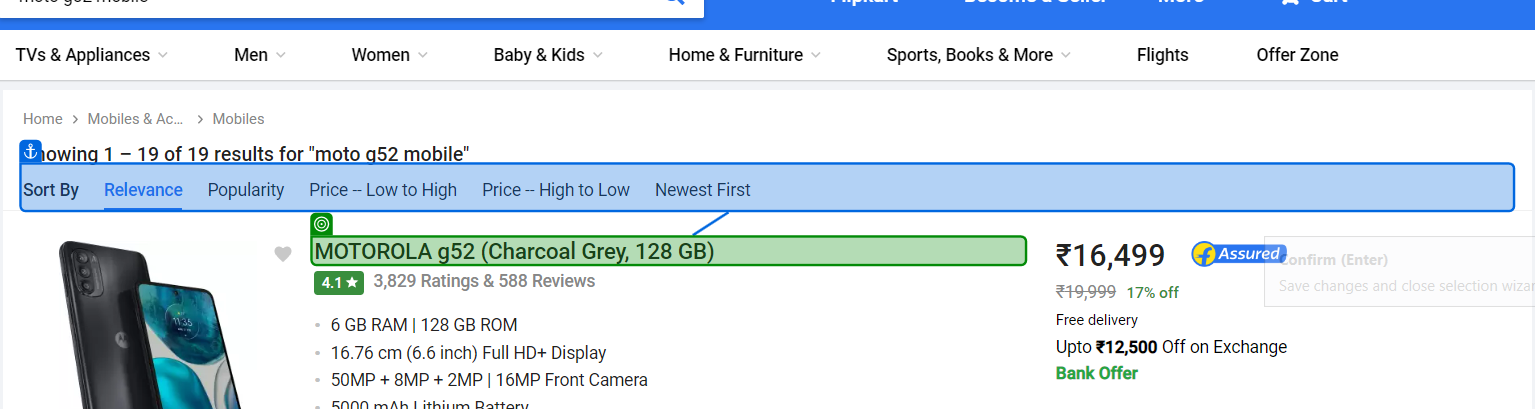 moto g52 mobile
Flipkart Become a Seller More Cart
TVs & Appliances Men Women Baby & Kids Home & Furniture Sports, Books & More Flights Offer Zone
Home > Mobiles & Ac... > Mobiles
howing 1 – 19 of 19 results for "moto g52 mobile"
Sort By Relevance Popularity Price -- Low to High Price -- High to Low Newest First
MOTOROLA g52 (Charcoal Grey, 128 GB)
4.1★ 3,829 Ratings & 588 Reviews
• 6 GB RAM | 128 GB ROM
• 16.76 cm (6.6 inch) Full HD+ Display
• 50MP + 8MP + 2MP | 16MP Front Camera
• 5000 mAh Lithium Battery
11:35
₹16,499 f Assured
₹19,999 17% off
Free delivery
Upto ₹12,500 Off on Exchange
Bank Offer
Confirm (Enter)
Save changes and close selection wizar